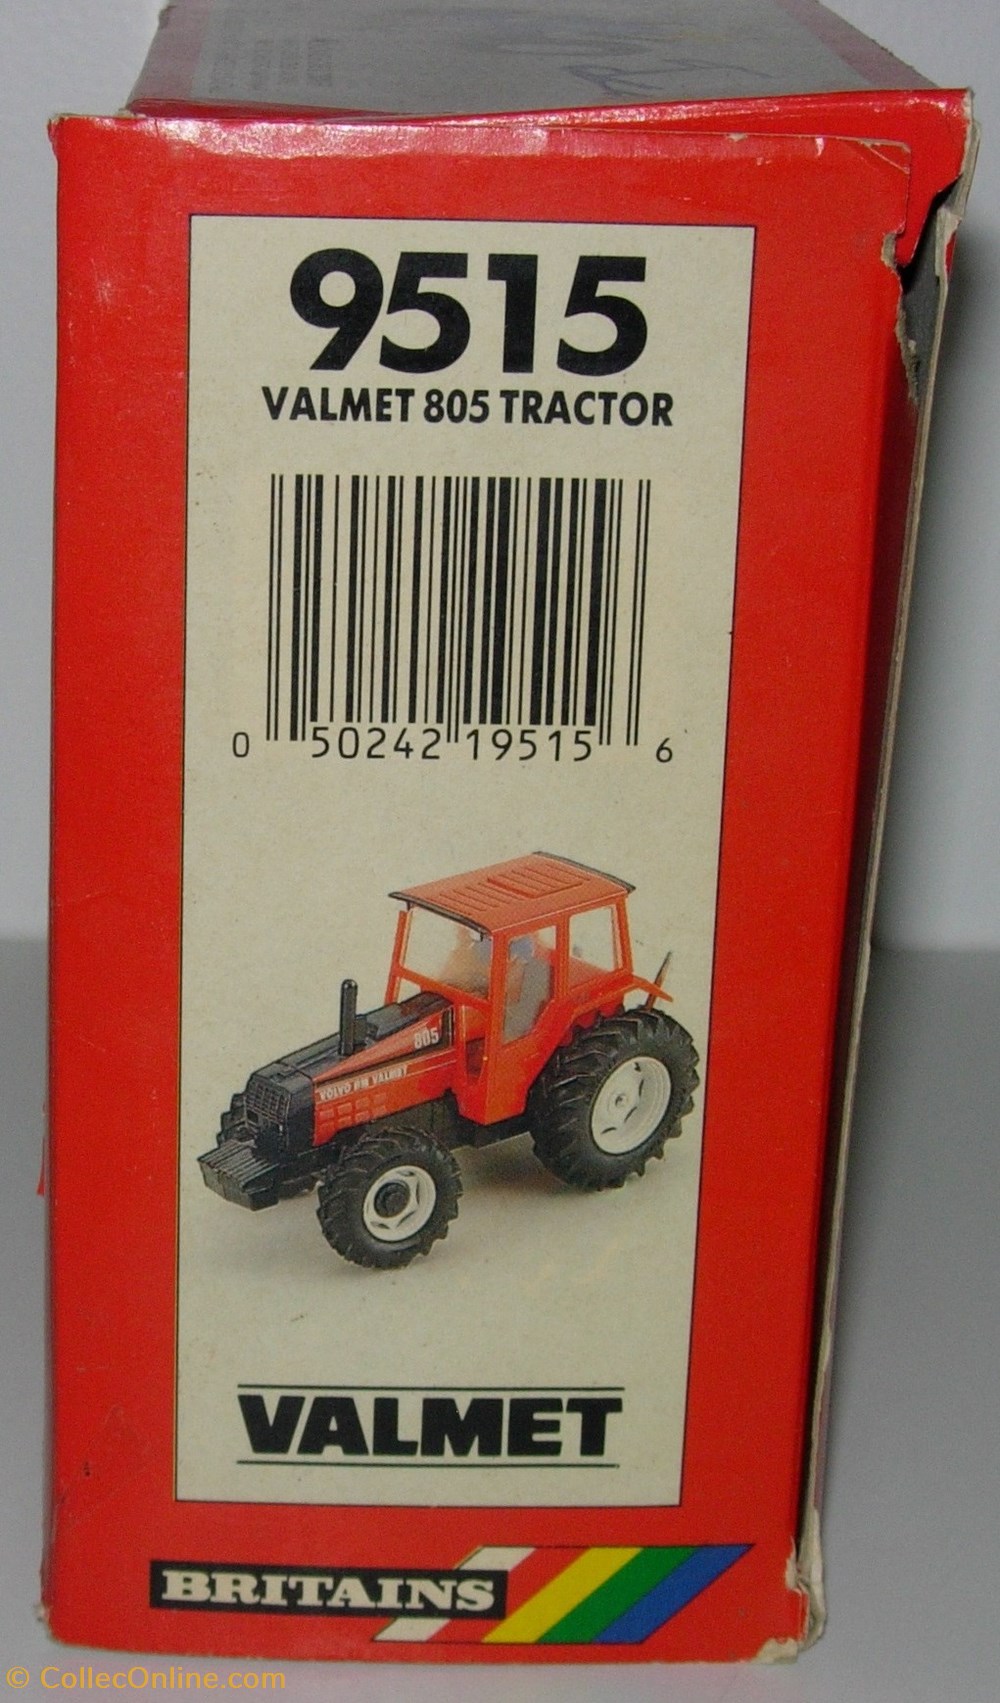 9515
VALMET 805 TRACTOR
0 50242 19515 6
805
VOLVO BM VALMET
VALMET
BRITAINS
© CollecOnline.com